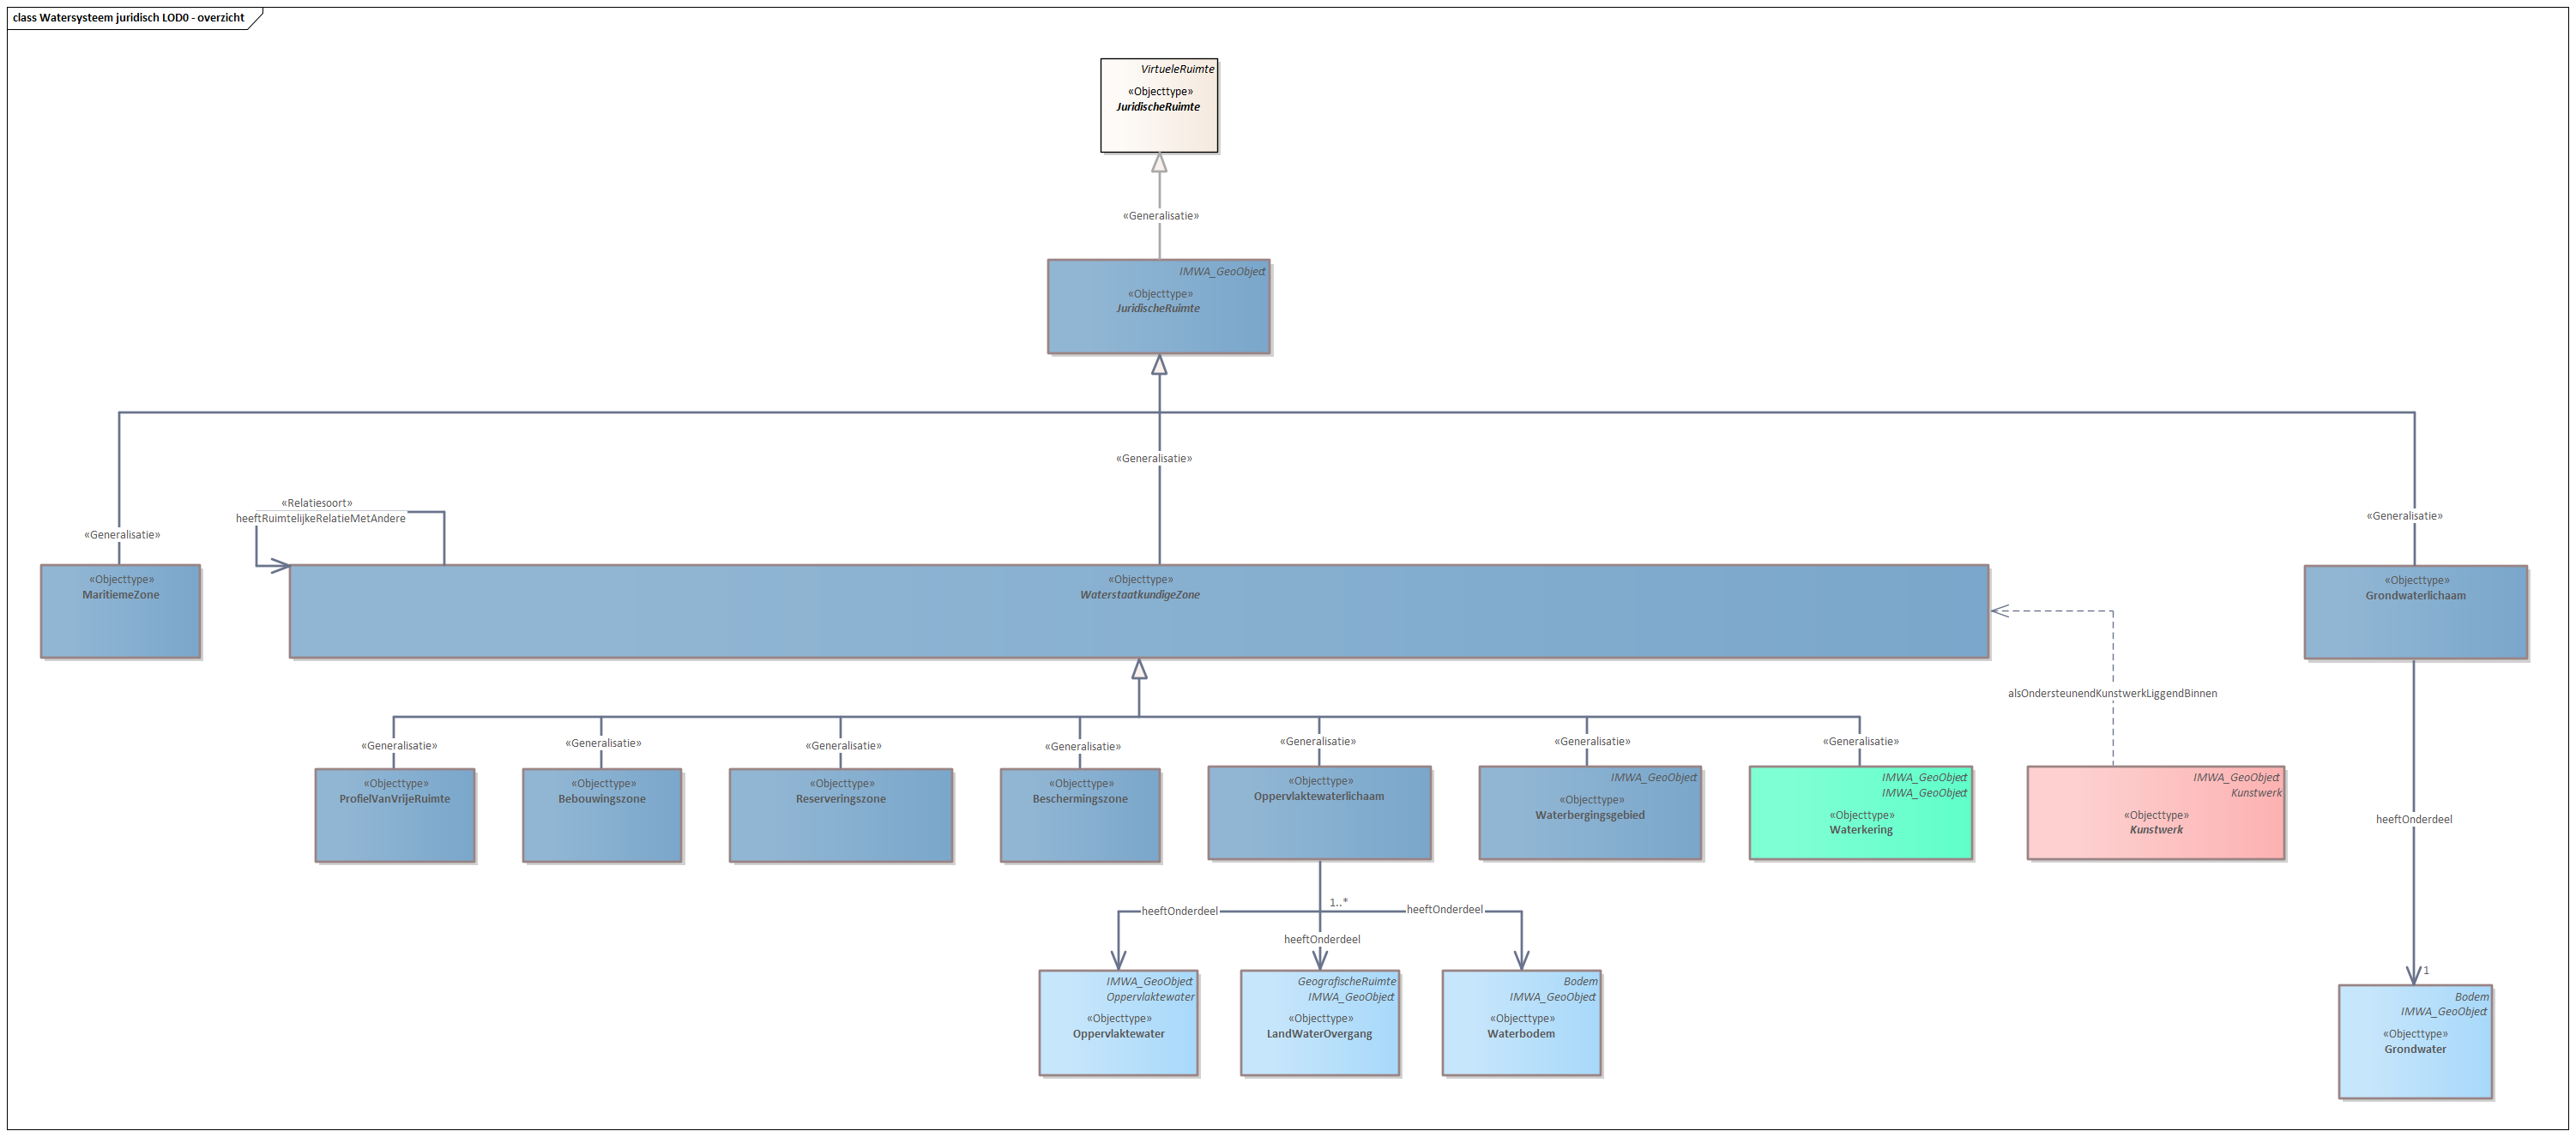 class Watersysteem juridisch LOD0 - overzicht
VirtueleRuimte
«Objecttype»
JuridischeRuimte
«Generalisatie»
IMWA_GeoObject
«Objecttype»
JuridischeRuimte
«Generalisatie»
«Relatiesoort»
heeftRuimtelijkeRelatieMetAndere
«Generalisatie»
«Generalisatie»
«Objecttype»
MaritiemeZone
«Objecttype»
WaterstaatkundigeZone
«Objecttype»
Grondwaterlichaam
alsOndersteunendKunstwerkLiggendBinnen
«Generalisatie»
«Generalisatie»
«Generalisatie»
«Generalisatie»
«Generalisatie»
«Generalisatie»
«Generalisatie»
«Objecttype»
ProfielVanVrijeRuimte
«Objecttype»
Bebouwingszone
«Objecttype»
Reserveringszone
«Objecttype»
Beschermingszone
«Objecttype»
Oppervlaktewaterlichaam
IMWA_GeoObject
«Objecttype»
Waterbergingsgebied
IMWA_GeoObject
IMWA_GeoObject
«Objecttype»
Waterkering
IMWA_GeoObject
Kunstwerk
«Objecttype»
Kunstwerk
heeftOnderdeel
heeftOnderdeel
1..*
heeftOnderdeel
heeftOnderdeel
1
IMWA_GeoObject
Oppervlaktewater
«Objecttype»
Oppervlaktewater
GeografischeRuimte
IMWA_GeoObject
«Objecttype»
LandWaterOvergang
Bodem
IMWA_GeoObject
«Objecttype»
Waterbodem
Bodem
IMWA_GeoObject
«Objecttype»
Grondwater